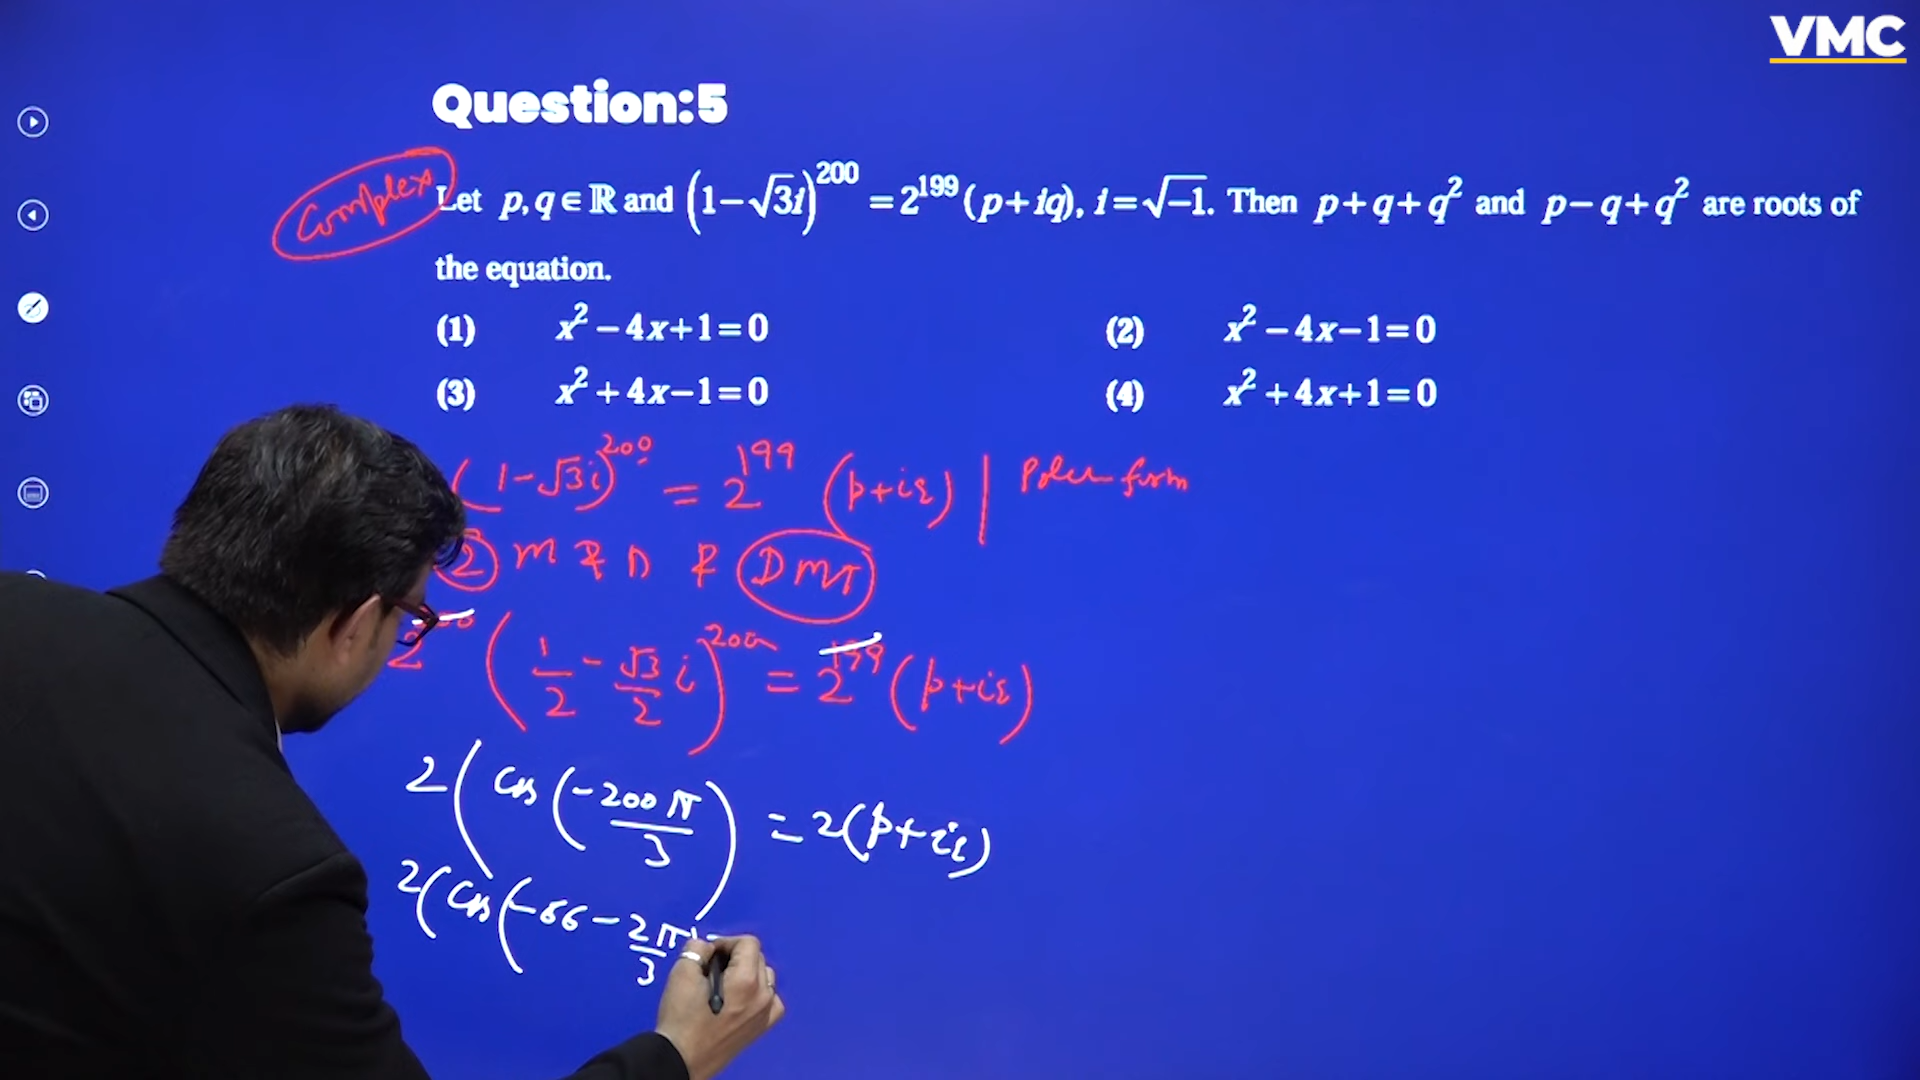 VMC
Question:5
Complex
Let p, q ∈ ℝ and (1−√3i)^200 = 2^199 (p+iq), i=√−1. Then p+q+q² and p−q+q² are roots of
the equation.
(1) x²−4x+1=0 (2) x²−4x−1=0
(3) x²+4x−1=0 (4) x²+4x+1=0
(1−√3i)^200 = 2^199 (p+iq) | Polar form
2 M & D & DMT
(1/2 − √3/2 i)^200 = 2^199 (p+iq)
2(cos(−200π/3) = 2(p+iq)
2(cos(−66−2π/3)